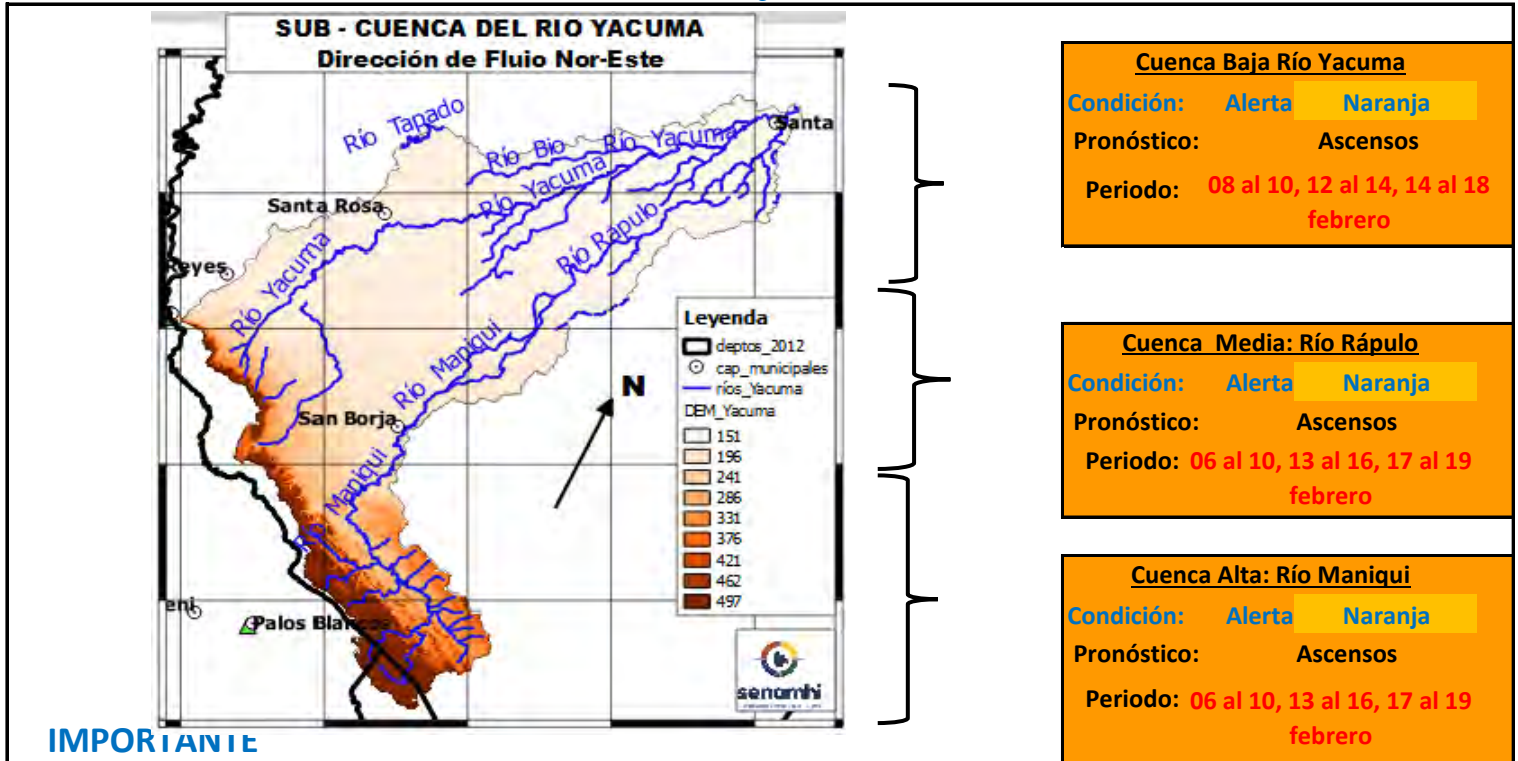 SUB - CUENCA DEL RIO YACUMA
Dirección de Flujo Nor-Este
Río Tapado
Río Bio
Río Yacuma
Santa
Río Yacuma
Santa Rosa
Río Rápulo
Reyes
Río Yacuma
Río Maniqui
San Borja
Río Maniqui
eni
Palos Blancos
N
Leyenda
deptos_2012
cap_municipales
ríos_Yacuma
DEM_Yacuma
151
196
241
286
331
376
421
462
497
senamhi
Cuenca Baja Río Yacuma
Condición: Alerta Naranja
Pronóstico: Ascensos
Periodo: 08 al 10, 12 al 14, 14 al 18
febrero
Cuenca Media: Río Rápulo
Condición: Alerta Naranja
Pronóstico: Ascensos
Periodo: 06 al 10, 13 al 16, 17 al 19
febrero
Cuenca Alta: Río Maniqui
Condición: Alerta Naranja
Pronóstico: Ascensos
Periodo: 06 al 10, 13 al 16, 17 al 19
febrero
IMPORTANTE